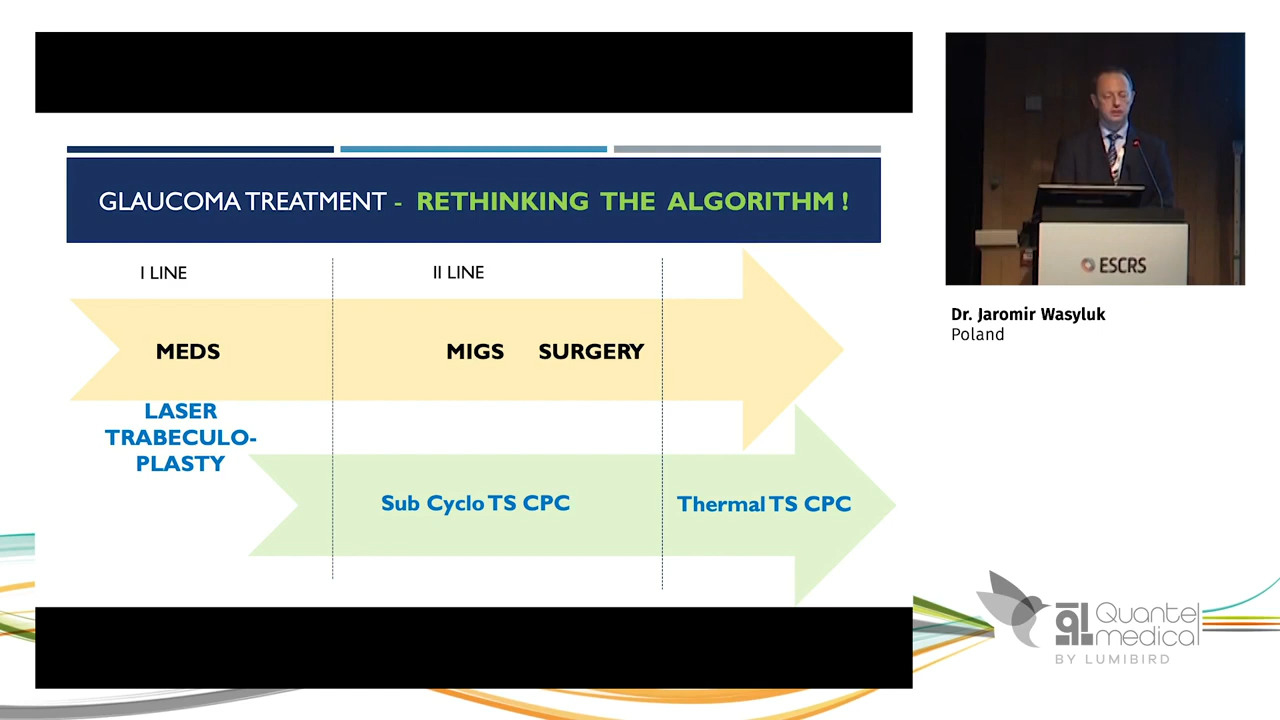 GLAUCOMA TREATMENT - RETHINKING THE ALGORITHM !
I LINE
II LINE
MEDS
MIGS SURGERY
LASER
TRABECULO-
PLASTY
Sub Cyclo TS CPC
Thermal TS CPC
ESCRS
Dr. Jaromir Wasyluk
Poland
Quantel
medical
BY LUMIBIRD